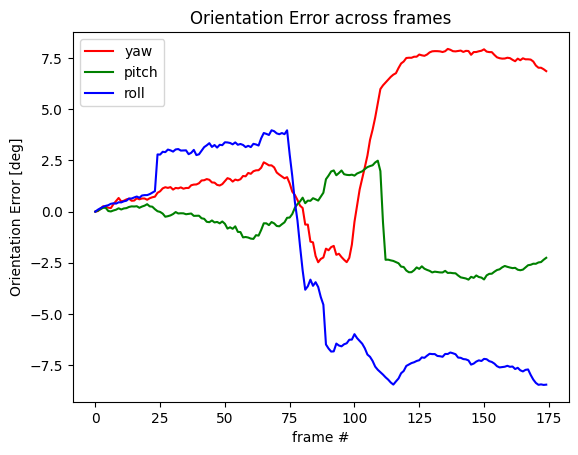 Orientation Error across frames
yaw
pitch
roll
Orientation Error [deg]
7.5
5.0
2.5
0.0
−2.5
−5.0
−7.5
0 25 50 75 100 125 150 175
frame #